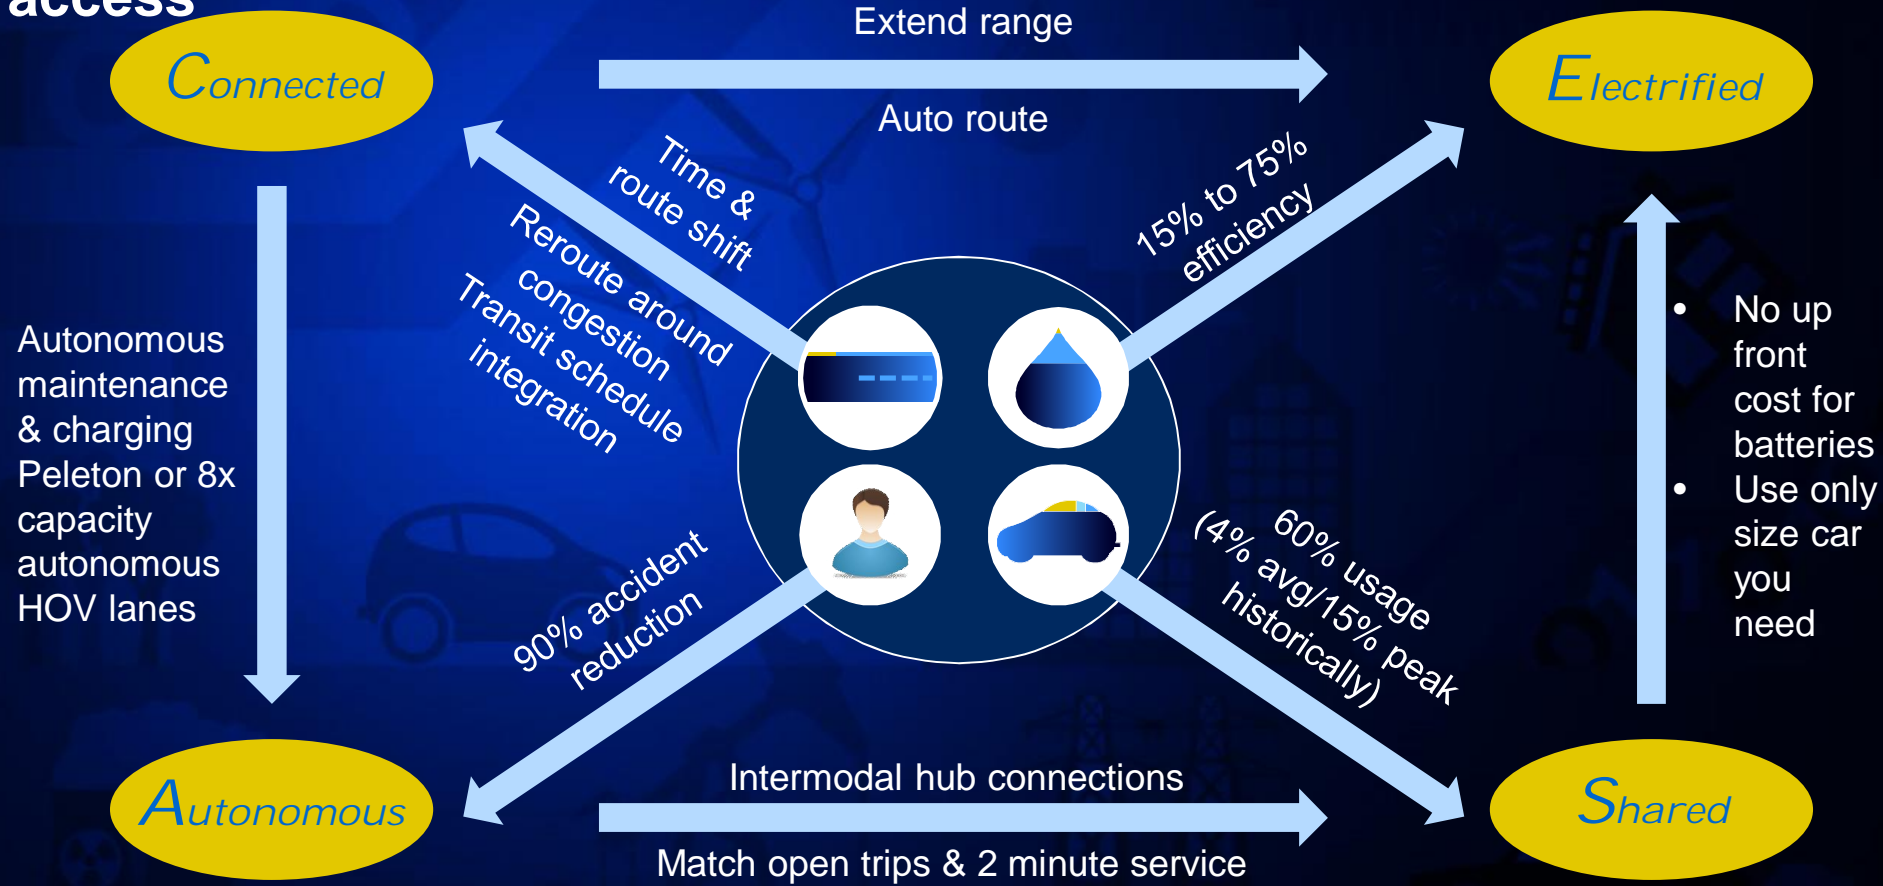 access
Extend range
Connected
Electrified
Auto route
Time &
route shift
Reroute around
congestion
Transit schedule
integration
15% to 75%
efficiency
Autonomous
maintenance
& charging
Peleton or 8x
capacity
autonomous
HOV lanes
• No up
front
cost for
batteries
• Use only
size car
you
need
90% accident
reduction
60% usage
(4% avg/15% peak
historically)
Intermodal hub connections
Autonomous
Shared
Match open trips & 2 minute service